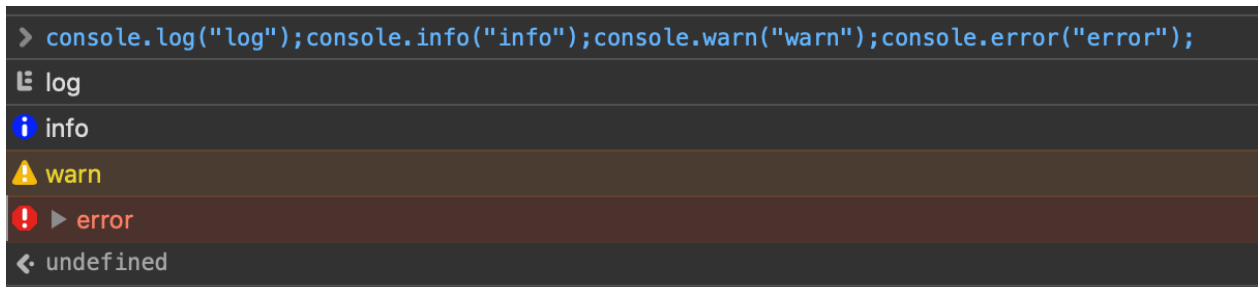 > console.log("log");console.info("info");console.warn("warn");console.error("error");
log
info
warn
error
undefined